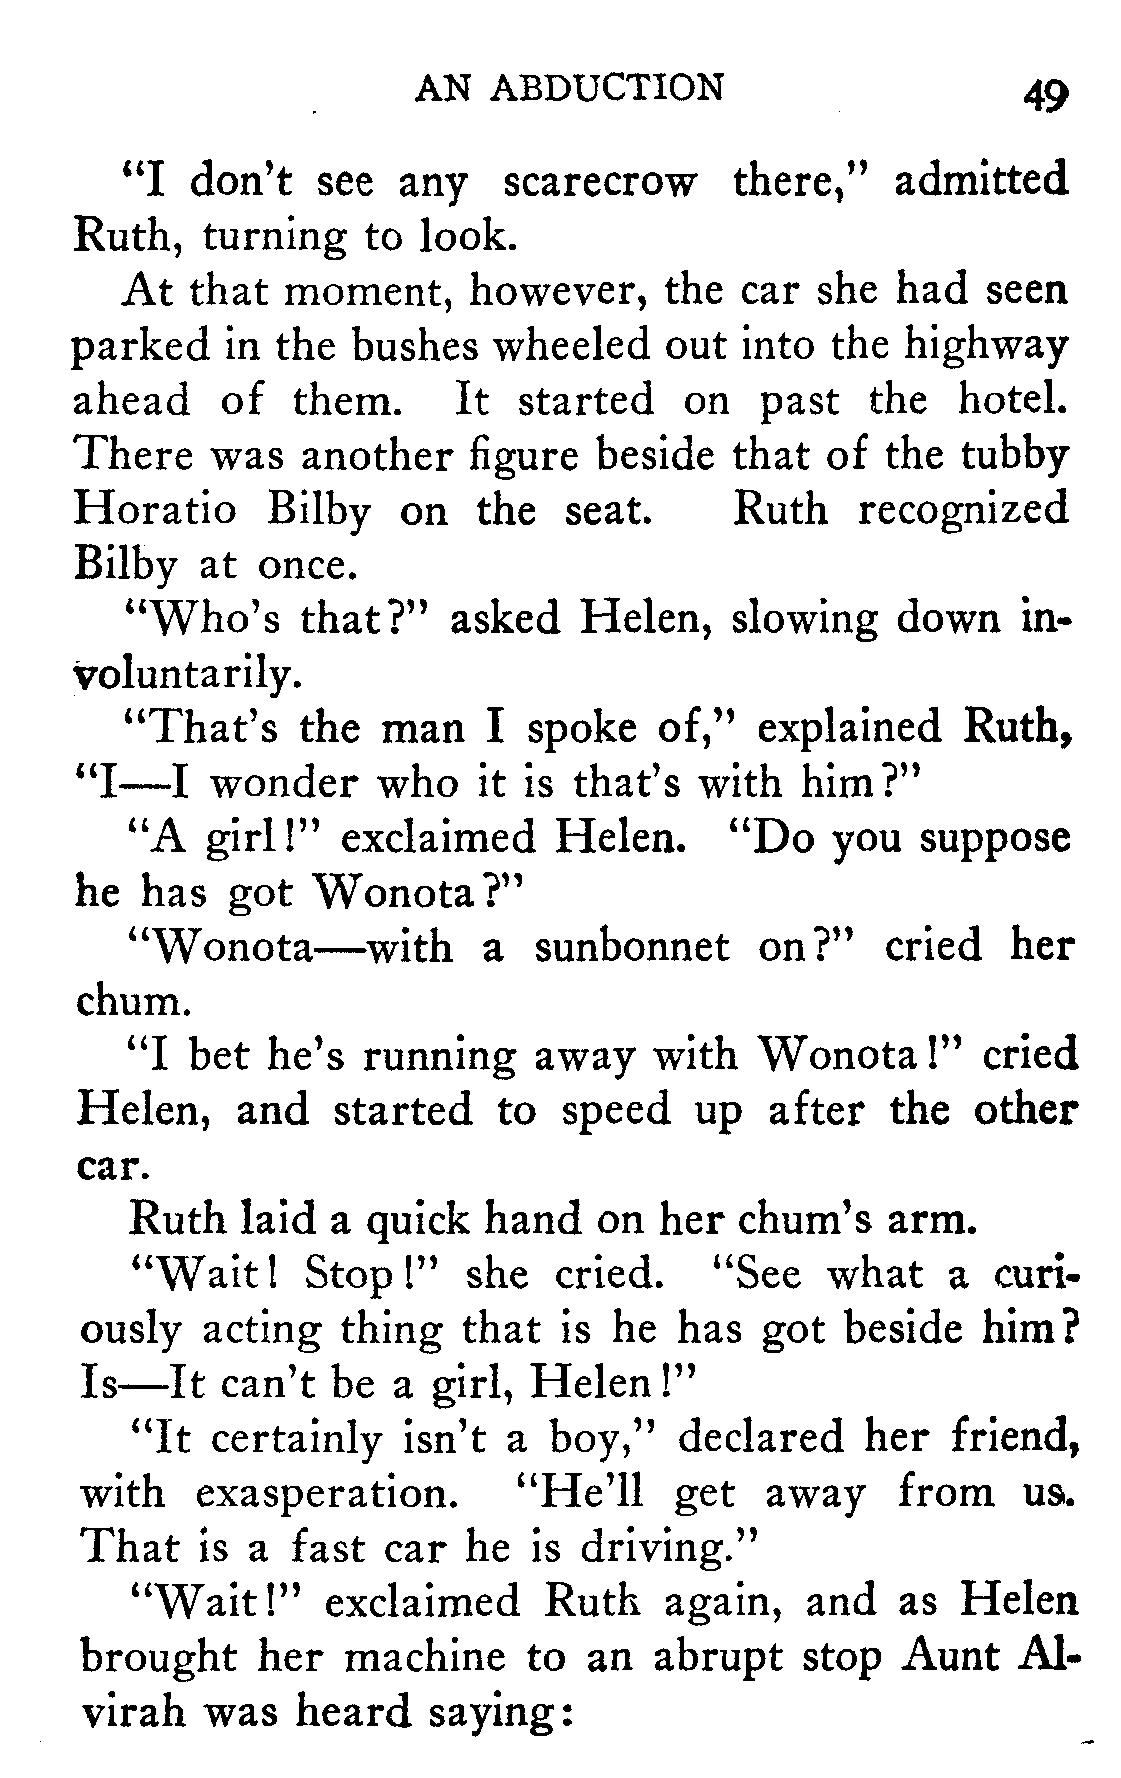 AN ABDUCTION 49
“I don’t see any scarecrow there,” admitted
Ruth, turning to look.
At that moment, however, the car she had seen
parked in the bushes wheeled out into the highway
ahead of them. It started on past the hotel.
There was another figure beside that of the tubby
Horatio Bilby on the seat. Ruth recognized
Bilby at once.
“Who’s that?” asked Helen, slowing down in-
voluntarily.
“That’s the man I spoke of,” explained Ruth,
“I—I wonder who it is that’s with him?”
“A girl!” exclaimed Helen. “Do you suppose
he has got Wonota?”
“Wonota—with a sunbonnet on?” cried her
chum.
“I bet he’s running away with Wonota!” cried
Helen, and started to speed up after the other
car.
Ruth laid a quick hand on her chum’s arm.
“Wait! Stop!” she cried. “See what a curi-
ously acting thing that is he has got beside him?
Is—It can’t be a girl, Helen!”
“It certainly isn’t a boy,” declared her friend,
with exasperation. “He’ll get away from us.
That is a fast car he is driving.”
“Wait!” exclaimed Ruth again, and as Helen
brought her machine to an abrupt stop Aunt Al-
virah was heard saying: